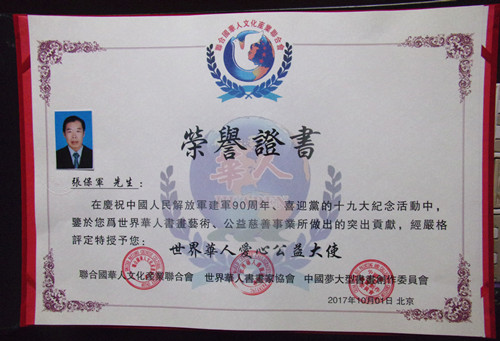 聯合國華人文化產業聯合會
榮譽證書
張保軍 先生：
在慶祝中國人民解放軍建軍90周年、喜迎黨的十九大紀念活動中，
鑒於您爲世界華人書畫藝術、公益慈善事業所做出的突出貢獻，經嚴格
評定特授予您：
世界華人愛心公益大使
聯合國華人文化產業聯合會 世界華人書畫家協會 中國夢大型書畫創作委員會
2017年10月01日 北京